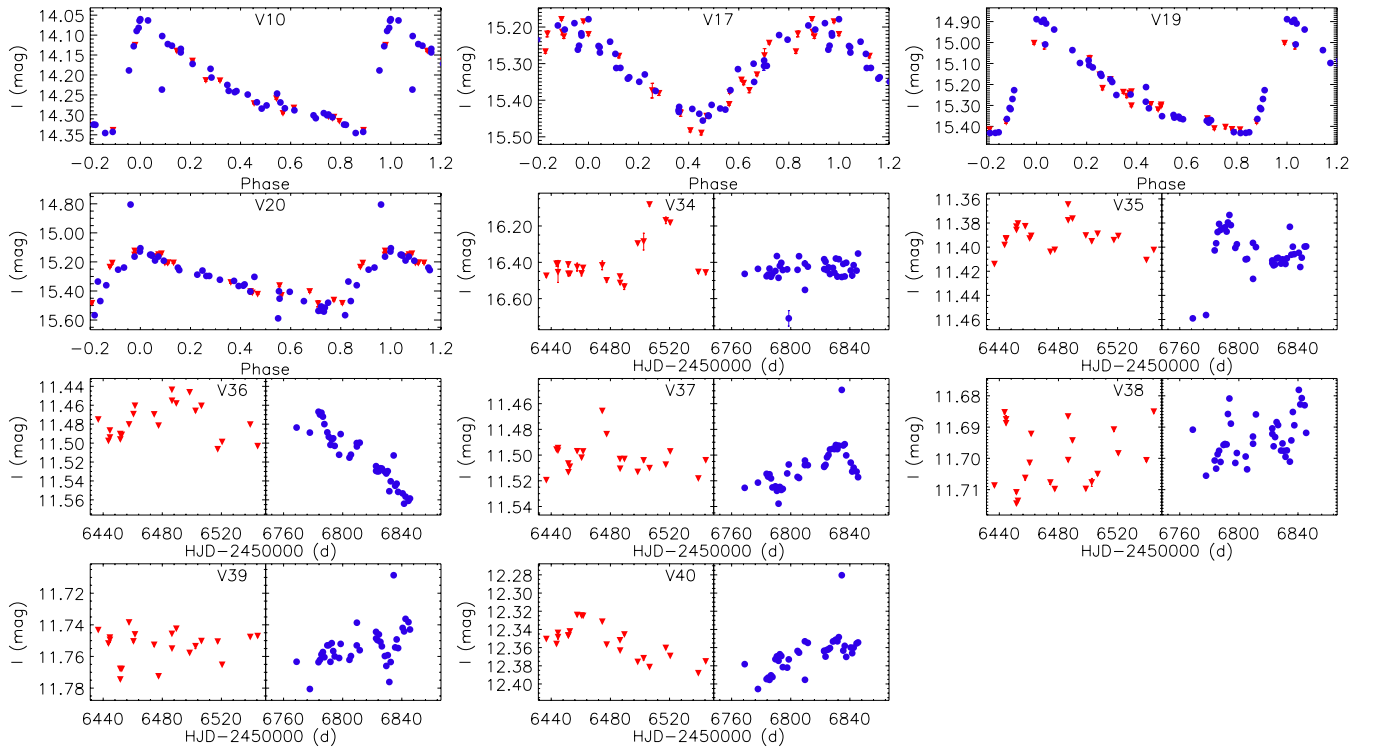 V10
I (mag)
14.05
14.10
14.15
14.20
14.25
14.30
14.35
−0.2 0.0 0.2 0.4 0.6 0.8 1.0 1.2
Phase
V17
I (mag)
15.20
15.30
15.40
15.50
−0.2 0.0 0.2 0.4 0.6 0.8 1.0 1.2
Phase
V19
I (mag)
14.90
15.00
15.10
15.20
15.30
15.40
−0.2 0.0 0.2 0.4 0.6 0.8 1.0 1.2
Phase
V20
I (mag)
14.80
15.00
15.20
15.40
15.60
−0.2 0.0 0.2 0.4 0.6 0.8 1.0 1.2
Phase
V34
I (mag)
16.20
16.40
16.60
6440 6480 6520 6760 6800 6840
HJD−2450000 (d)
V35
I (mag)
11.36
11.38
11.40
11.42
11.44
11.46
6440 6480 6520 6760 6800 6840
HJD−2450000 (d)
V36
I (mag)
11.44
11.46
11.48
11.50
11.52
11.54
11.56
6440 6480 6520 6760 6800 6840
HJD−2450000 (d)
V37
I (mag)
11.46
11.48
11.50
11.52
11.54
6440 6480 6520 6760 6800 6840
HJD−2450000 (d)
V38
I (mag)
11.68
11.69
11.70
11.71
6440 6480 6520 6760 6800 6840
HJD−2450000 (d)
V39
I (mag)
11.72
11.74
11.76
11.78
6440 6480 6520 6760 6800 6840
HJD−2450000 (d)
V40
I (mag)
12.28
12.30
12.32
12.34
12.36
12.38
12.40
6440 6480 6520 6760 6800 6840
HJD−2450000 (d)